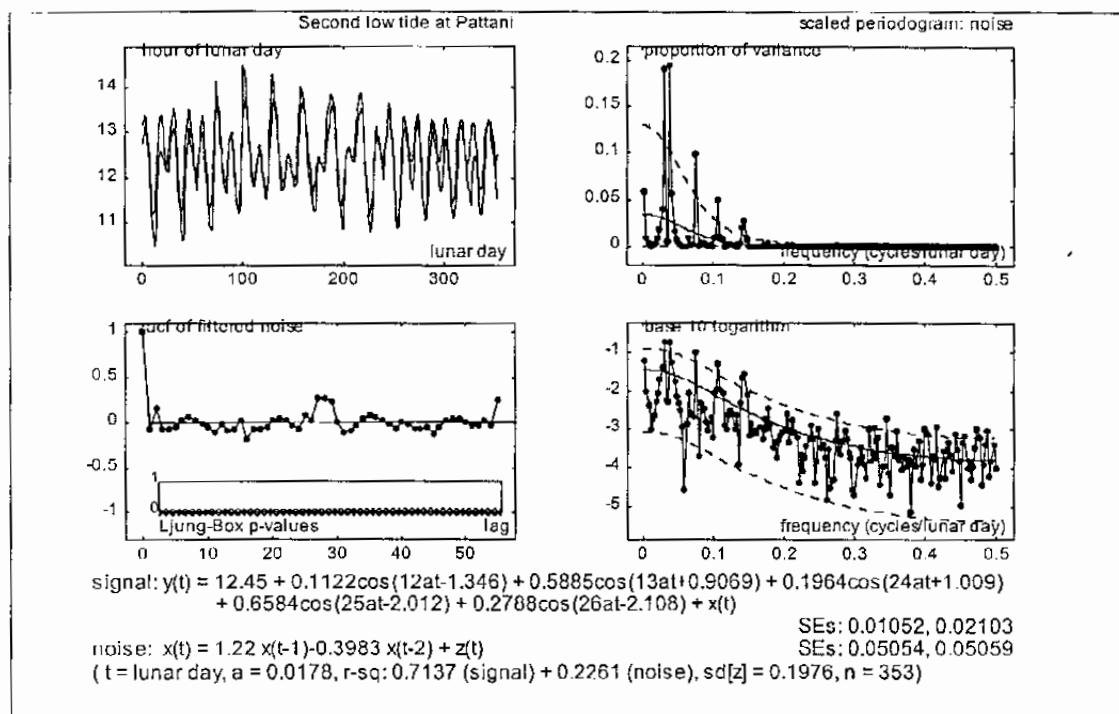 Second low tide at Pattani
hour of lunar day
14
13
12
11
lunar day
0 100 200 300
scaled periodogram: noise
proportion of variance
0.2
0.15
0.1
0.05
0
frequency (cycles/lunar day)
0 0.1 0.2 0.3 0.4 0.5
acf of filtered noise
1
0.5
0
-0.5
-1
1
0
Ljung-Box p-values
lag
0 10 20 30 40 50
base 10 logarithm
-1
-2
-3
-4
-5
frequency (cycles/lunar day)
0 0.1 0.2 0.3 0.4 0.5
signal: y(t) = 12.45 + 0.1122cos(12at-1.346) + 0.5885cos(13at+0.9069) + 0.1964cos(24at+1.009)
+ 0.6584cos(25at-2.012) + 0.2788cos(26at-2.108) + x(t)
SEs: 0.01052, 0.02103
noise: x(t) = 1.22 x(t-1)-0.3983 x(t-2) + z(t)
SEs: 0.05054, 0.05059
( t = lunar day, a = 0.0178, r-sq: 0.7137 (signal) + 0.2261 (noise), sd[z] = 0.1976, n = 353)